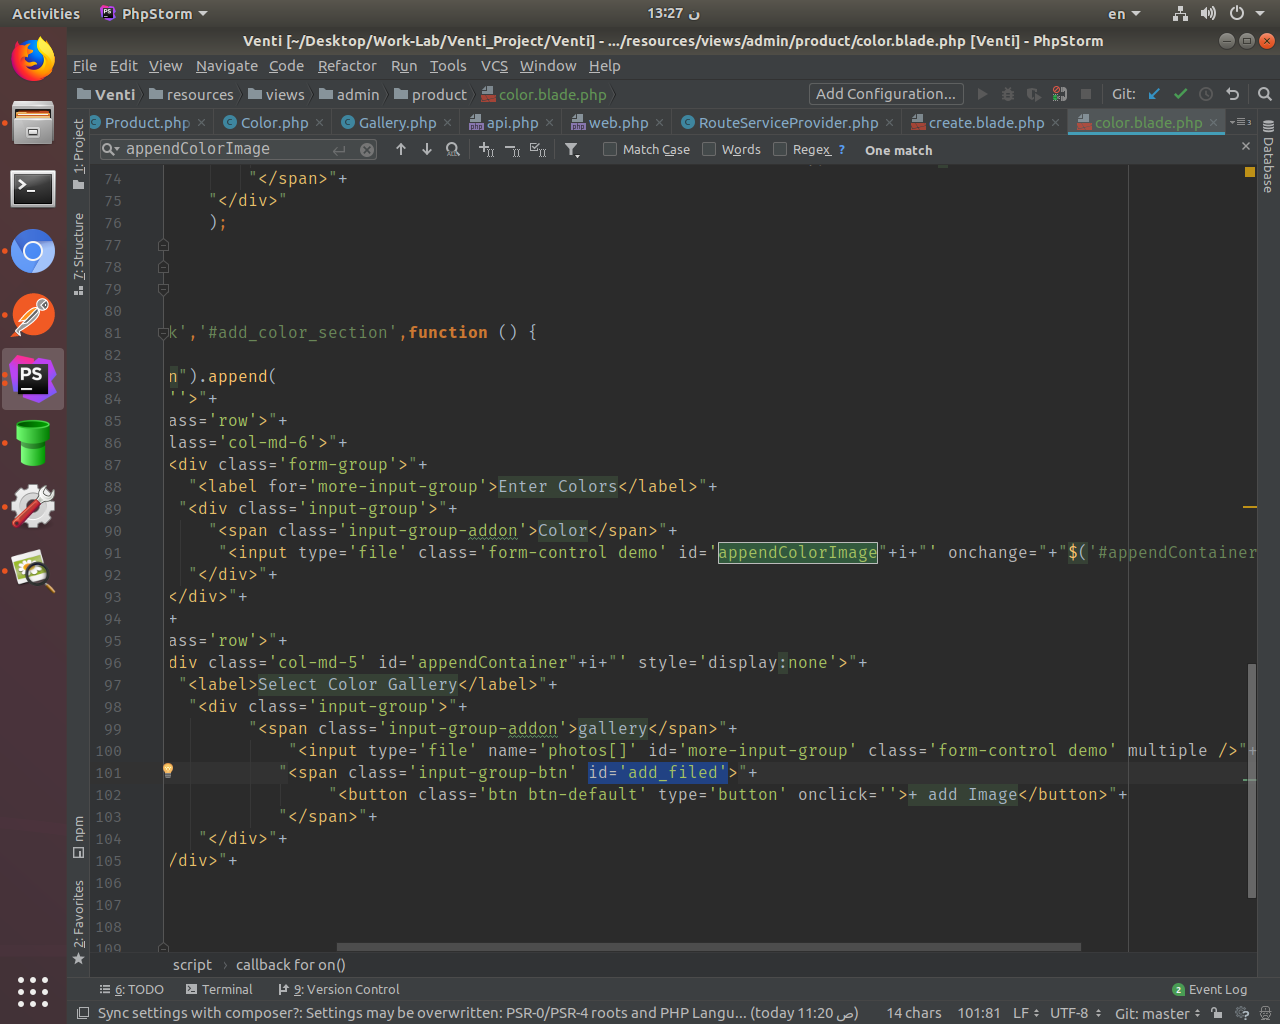 Activities PhpStorm 13:27 ن en
Venti [~/Desktop/Work-Lab/Venti_Project/Venti] - .../resources/views/admin/product/color.blade.php [Venti] - PhpStorm
File Edit View Navigate Code Refactor Run Tools VCS Window Help
Venti resources views admin product color.blade.php Add Configuration... Git:
Product.php Color.php Gallery.php api.php web.php RouteServiceProvider.php create.blade.php color.blade.php
appendColorImage Match Case Words Regex ? One match
1: Project
7: Structure
npm
2: Favorites
Database
74 "</span>"+
75 "</div>"
76 );
77
78
79
80
81 k','#add_color_section',function () {
82
83 n").append(
84 ''>"+
85 ass='row'>"+
86 lass='col-md-6'>"+
87 <div class='form-group'>"+
88 "<label for='more-input-group'>Enter Colors</label>"+
89 "<div class='input-group'>"+
90 "<span class='input-group-addon'>Color</span>"+
91 "<input type='file' class='form-control demo' id='appendColorImage"+i+"' onchange="+"$('#appendContainer
92 "</div>"+
93 </div>"+
94 +
95 ass='row'>"+
96 div class='col-md-5' id='appendContainer"+i+"' style='display:none'>"+
97 "<label>Select Color Gallery</label>"+
98 "<div class='input-group'>"+
99 "<span class='input-group-addon'>gallery</span>"+
100 "<input type='file' name='photos[]' id='more-input-group' class='form-control demo' multiple />"+
101 "<span class='input-group-btn' id='add_filed'>"+
102 "<button class='btn btn-default' type='button' onclick=''>+ add Image</button>"+
103 "</span>"+
104 "</div>"+
105 /div>"+
106
107
108
109
script › callback for on()
6: TODO Terminal 9: Version Control 2 Event Log
Sync settings with composer?: Settings may be overwritten: PSR-0/PSR-4 roots and PHP Langu... (today 11:20 ص) 14 chars 101:81 LF UTF-8 Git: master